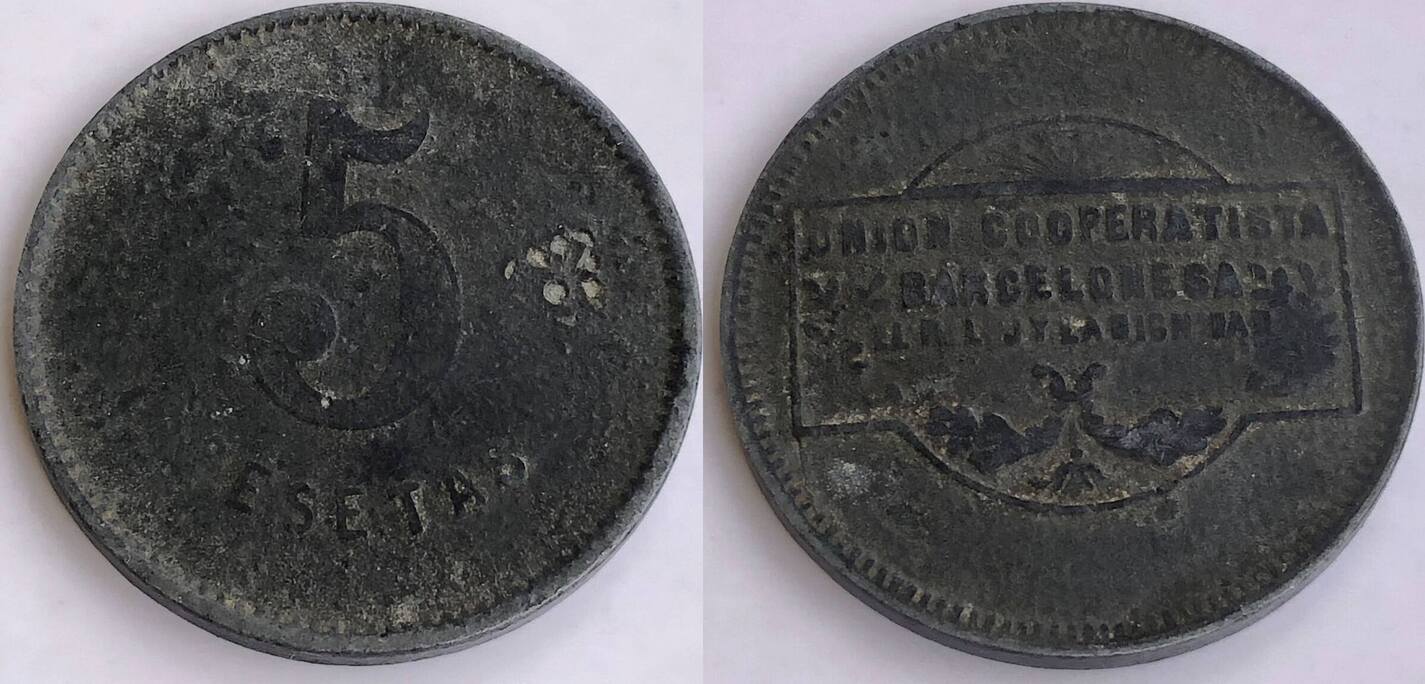 5
ESETAS
UNION COOPERATISTA
BARCELONESA